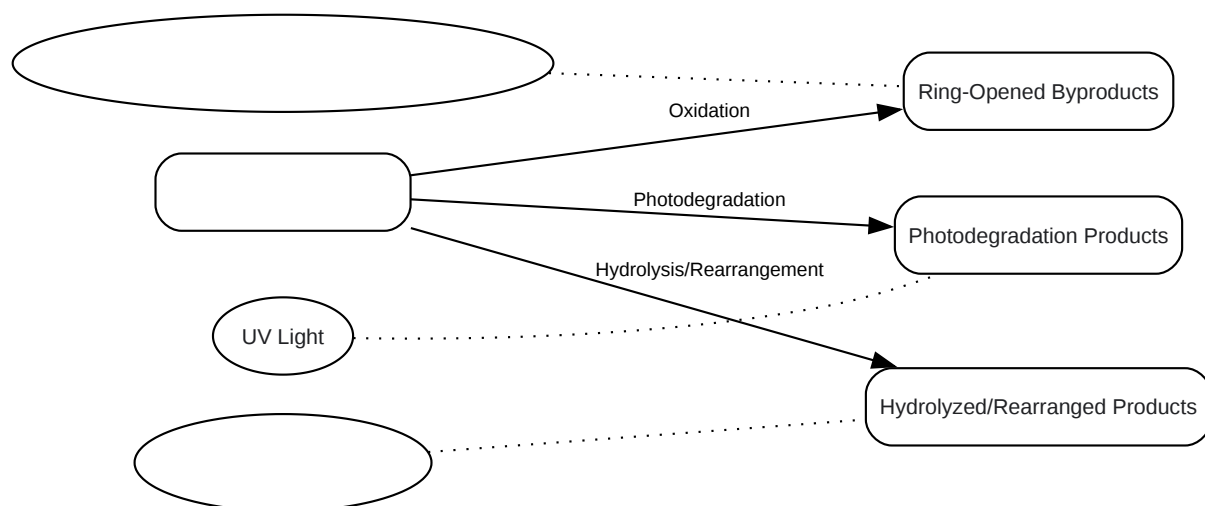 Ring-Opened Byproducts
Oxidation
Photodegradation
Photodegradation Products
Hydrolysis/Rearrangement
UV Light
Hydrolyzed/Rearranged Products